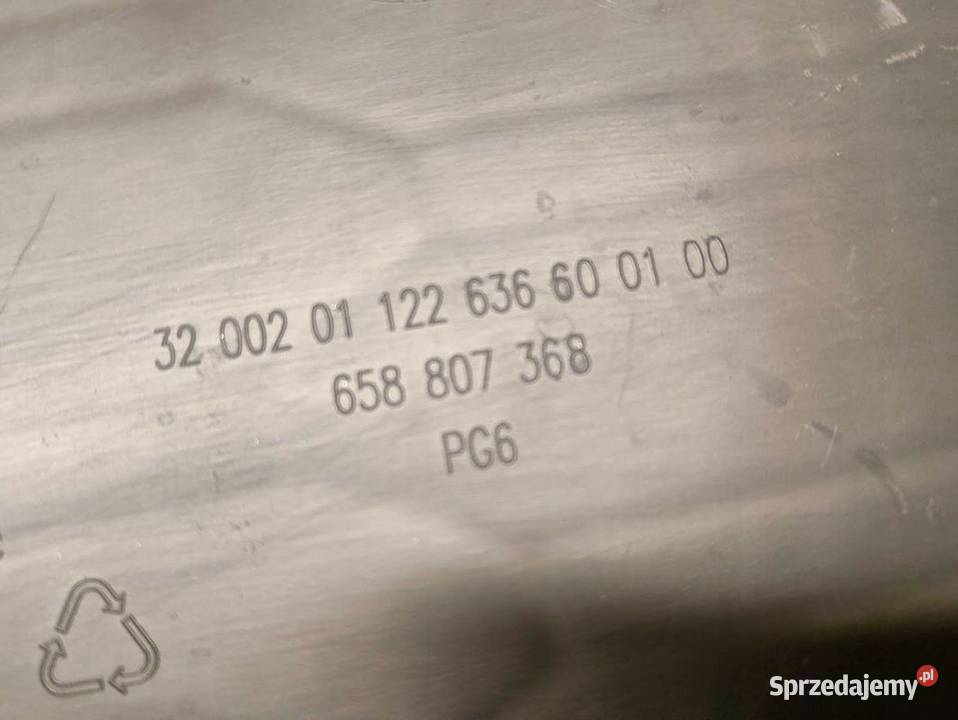 32 002 01 122 636 60 01 00
658 807 368
PG6
Sprzedajemy.pl